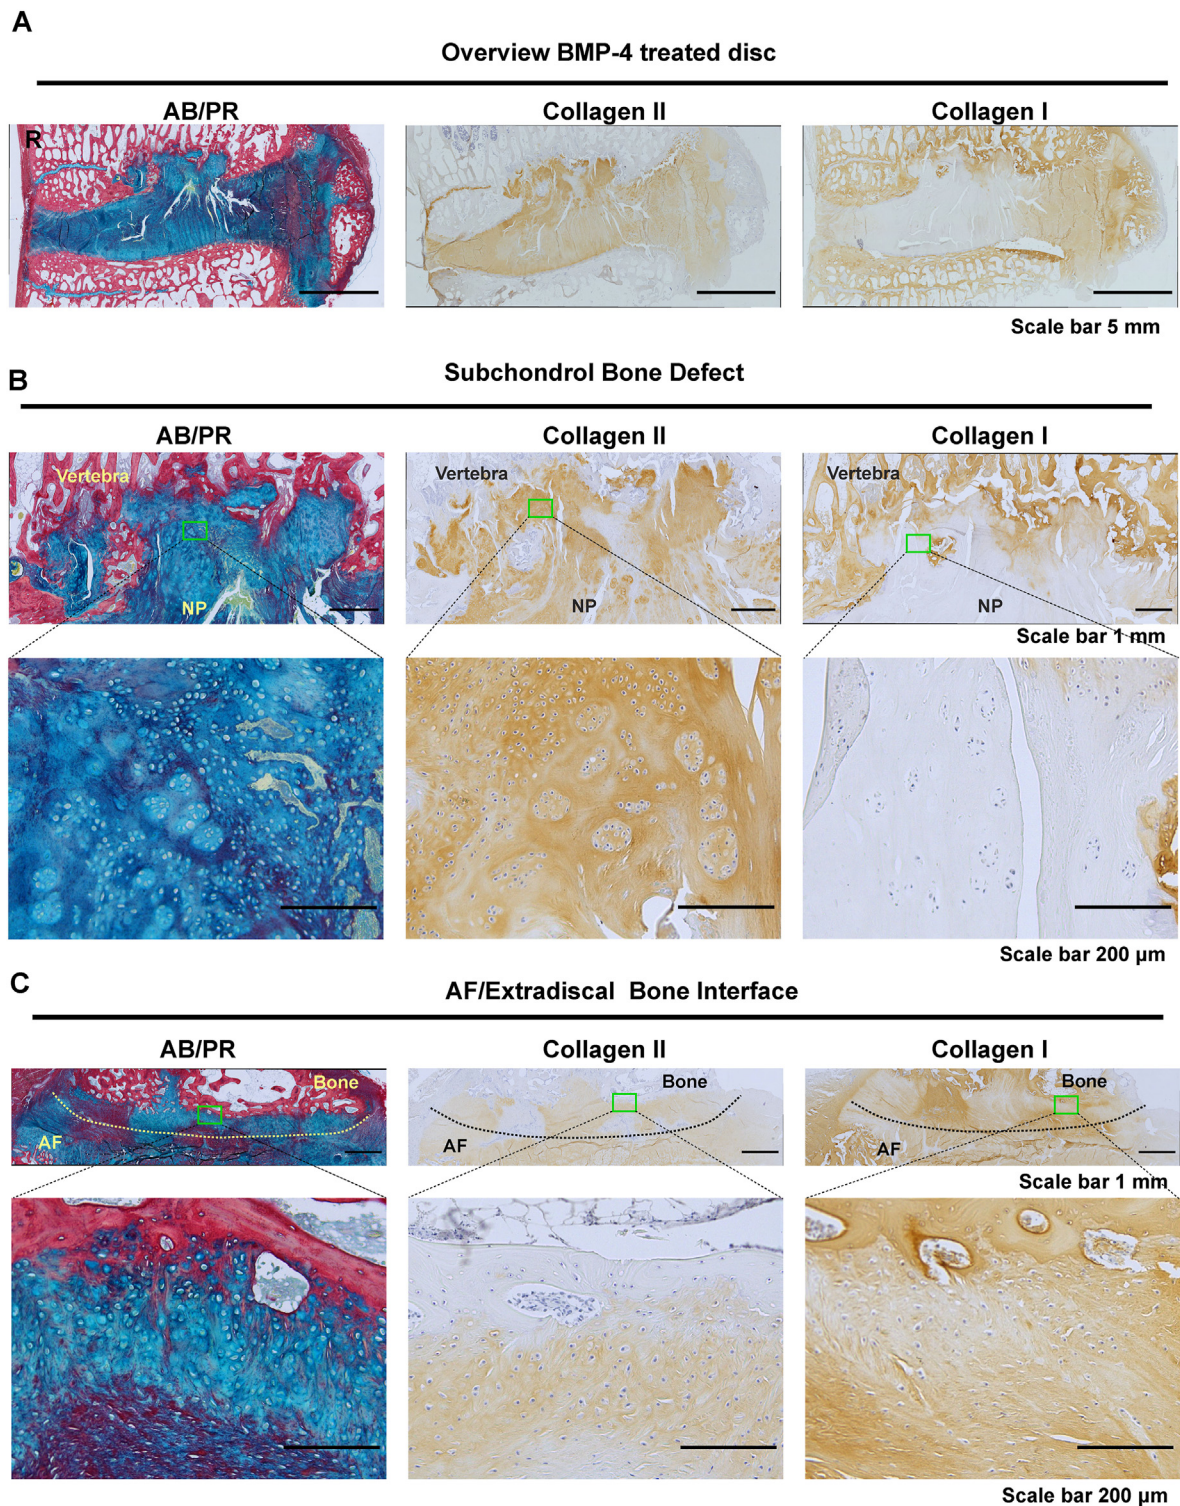 A
Overview BMP-4 treated disc
AB/PR
Collagen II
Collagen I
R
Scale bar 5 mm
B
Subchondrol Bone Defect
AB/PR
Collagen II
Collagen I
Vertebra
Vertebra
Vertebra
NP
NP
NP
Scale bar 1 mm
Scale bar 200 µm
C
AF/Extradiscal Bone Interface
AB/PR
Collagen II
Collagen I
Bone
Bone
Bone
AF
AF
AF
Scale bar 1 mm
Scale bar 200 µm